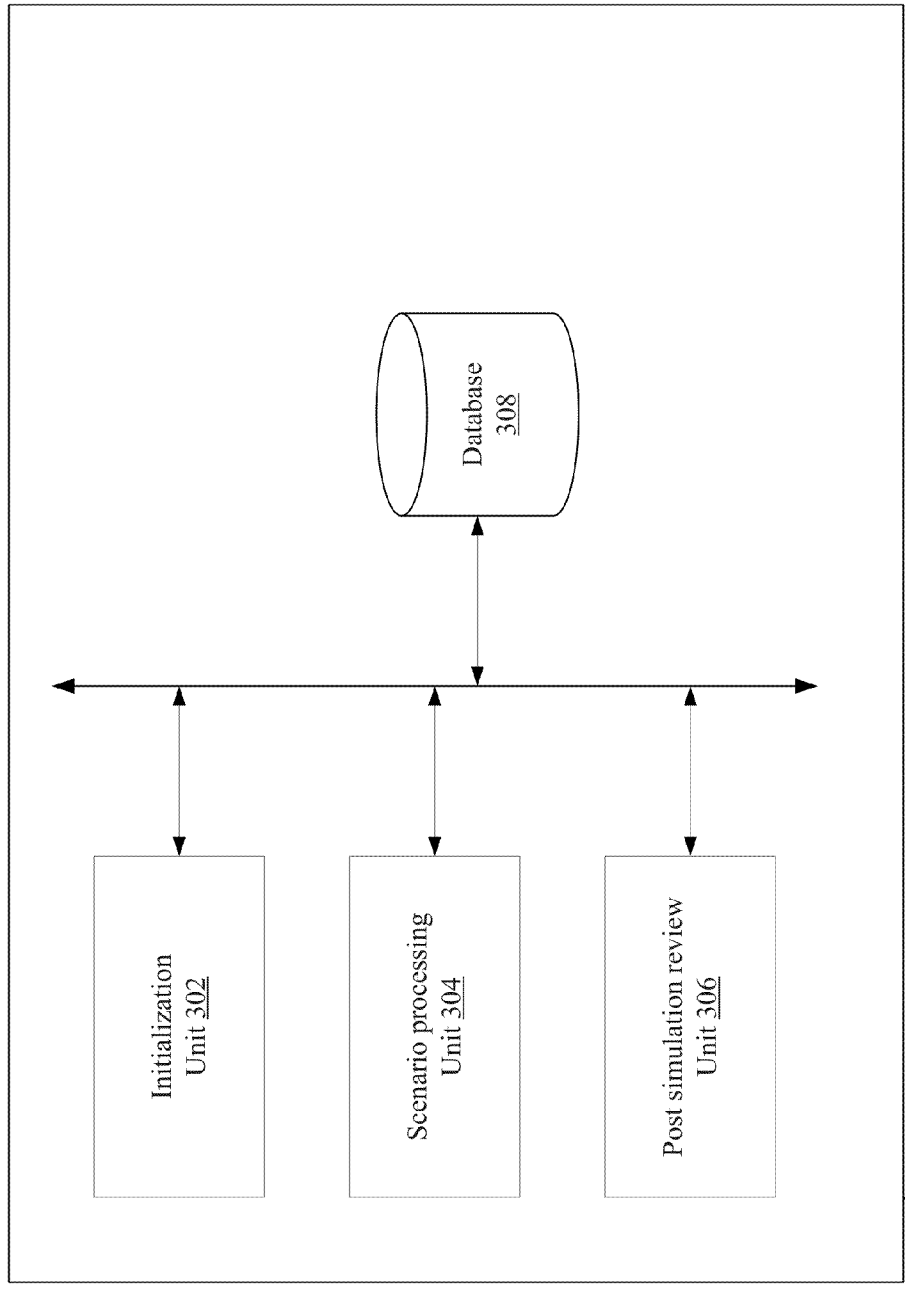 Initialization
Unit 302
Scenario processing
Unit 304
Post simulation review
Unit 306
Database
308